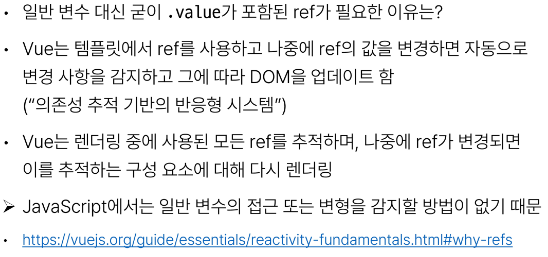 • 일반 변수 대신 굳이 .value가 포함된 ref가 필요한 이유는?
• Vue는 템플릿에서 ref를 사용하고 나중에 ref의 값을 변경하면 자동으로
변경 사항을 감지하고 그에 따라 DOM을 업데이트 함
(“의존성 추적 기반의 반응형 시스템”)
• Vue는 렌더링 중에 사용된 모든 ref를 추적하며, 나중에 ref가 변경되면
이를 추적하는 구성 요소에 대해 다시 렌더링
➢ JavaScript에서는 일반 변수의 접근 또는 변형을 감지할 방법이 없기 때문
• https://vuejs.org/guide/essentials/reactivity-fundamentals.html#why-refs